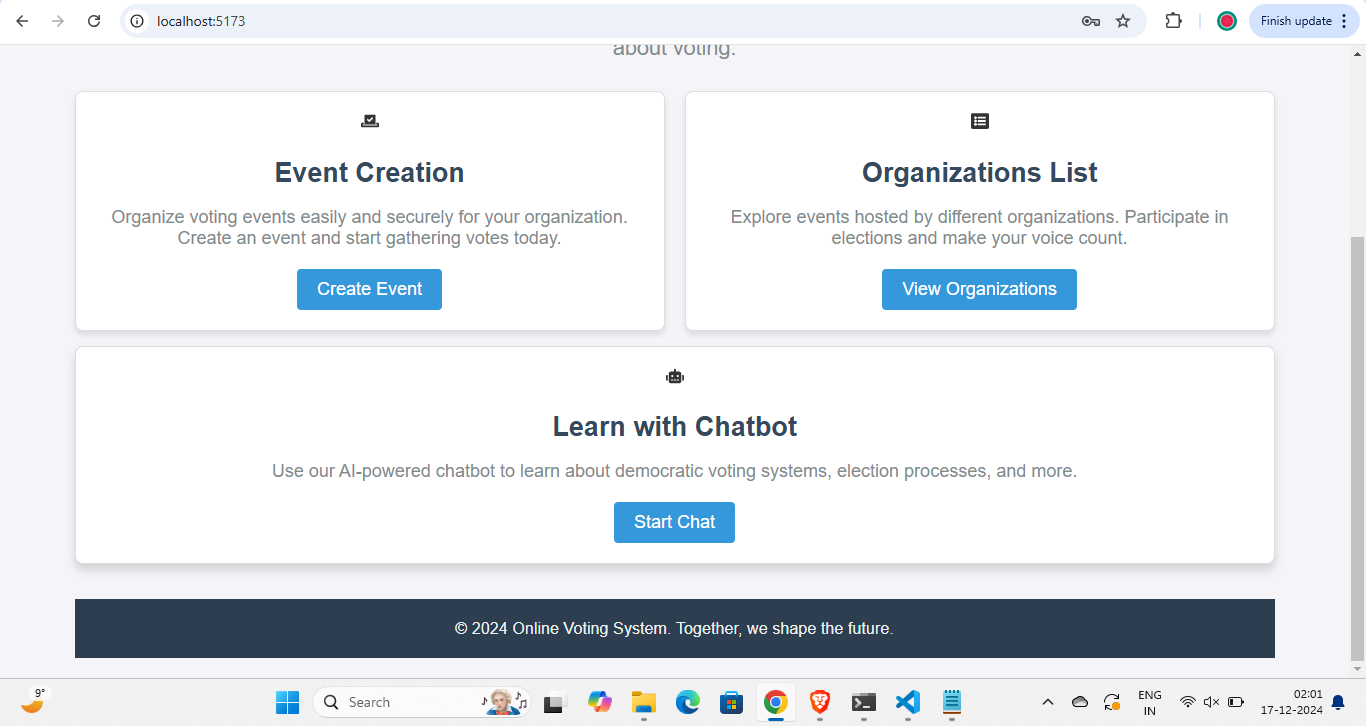 localhost:5173
Finish update
about voting.
Event Creation
Organize voting events easily and securely for your organization.
Create an event and start gathering votes today.
Create Event
Organizations List
Explore events hosted by different organizations. Participate in
elections and make your voice count.
View Organizations
Learn with Chatbot
Use our AI-powered chatbot to learn about democratic voting systems, election processes, and more.
Start Chat
© 2024 Online Voting System. Together, we shape the future.
9°
Search
ENG
IN
02:01
17-12-2024